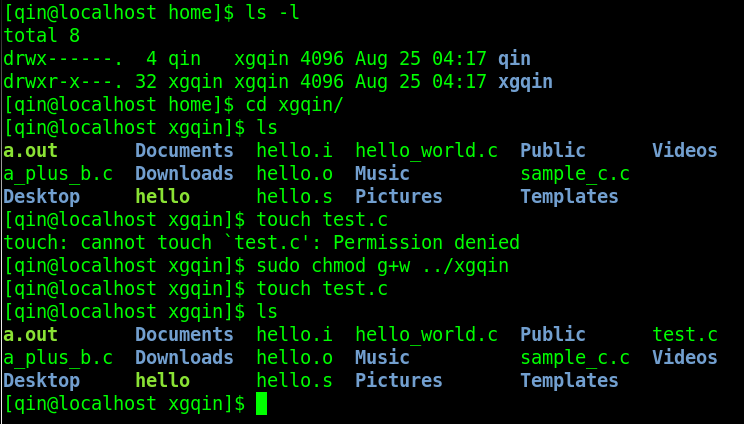 [qin@localhost home]$ ls -l
total 8
drwx------.  4 qin   xgqin 4096 Aug 25 04:17 qin
drwxr-x---. 32 xgqin xgqin 4096 Aug 25 04:17 xgqin
[qin@localhost home]$ cd xgqin/
[qin@localhost xgqin]$ ls
a.out       Documents  hello.i  hello_world.c  Public      Videos
a_plus_b.c  Downloads  hello.o  Music          sample_c.c
Desktop     hello      hello.s  Pictures       Templates
[qin@localhost xgqin]$ touch test.c
touch: cannot touch `test.c': Permission denied
[qin@localhost xgqin]$ sudo chmod g+w ../xgqin
[qin@localhost xgqin]$ touch test.c
[qin@localhost xgqin]$ ls
a.out       Documents  hello.i  hello_world.c  Public      test.c
a_plus_b.c  Downloads  hello.o  Music          sample_c.c  Videos
Desktop     hello      hello.s  Pictures       Templates
[qin@localhost xgqin]$